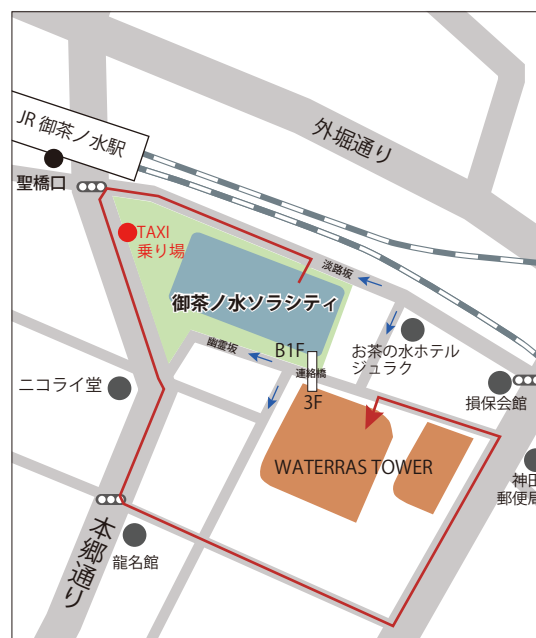 JR 御茶ノ水駅
外堀通り
聖橋口
TAXI
乗り場
淡路坂
御茶ノ水ソラシティ
幽霊坂
B1F
連絡橋
3F
お茶の水ホテル
ジュラク
ニコライ堂
損保会館
WATERRAS TOWER
神田
郵便局
本郷通り
龍名館